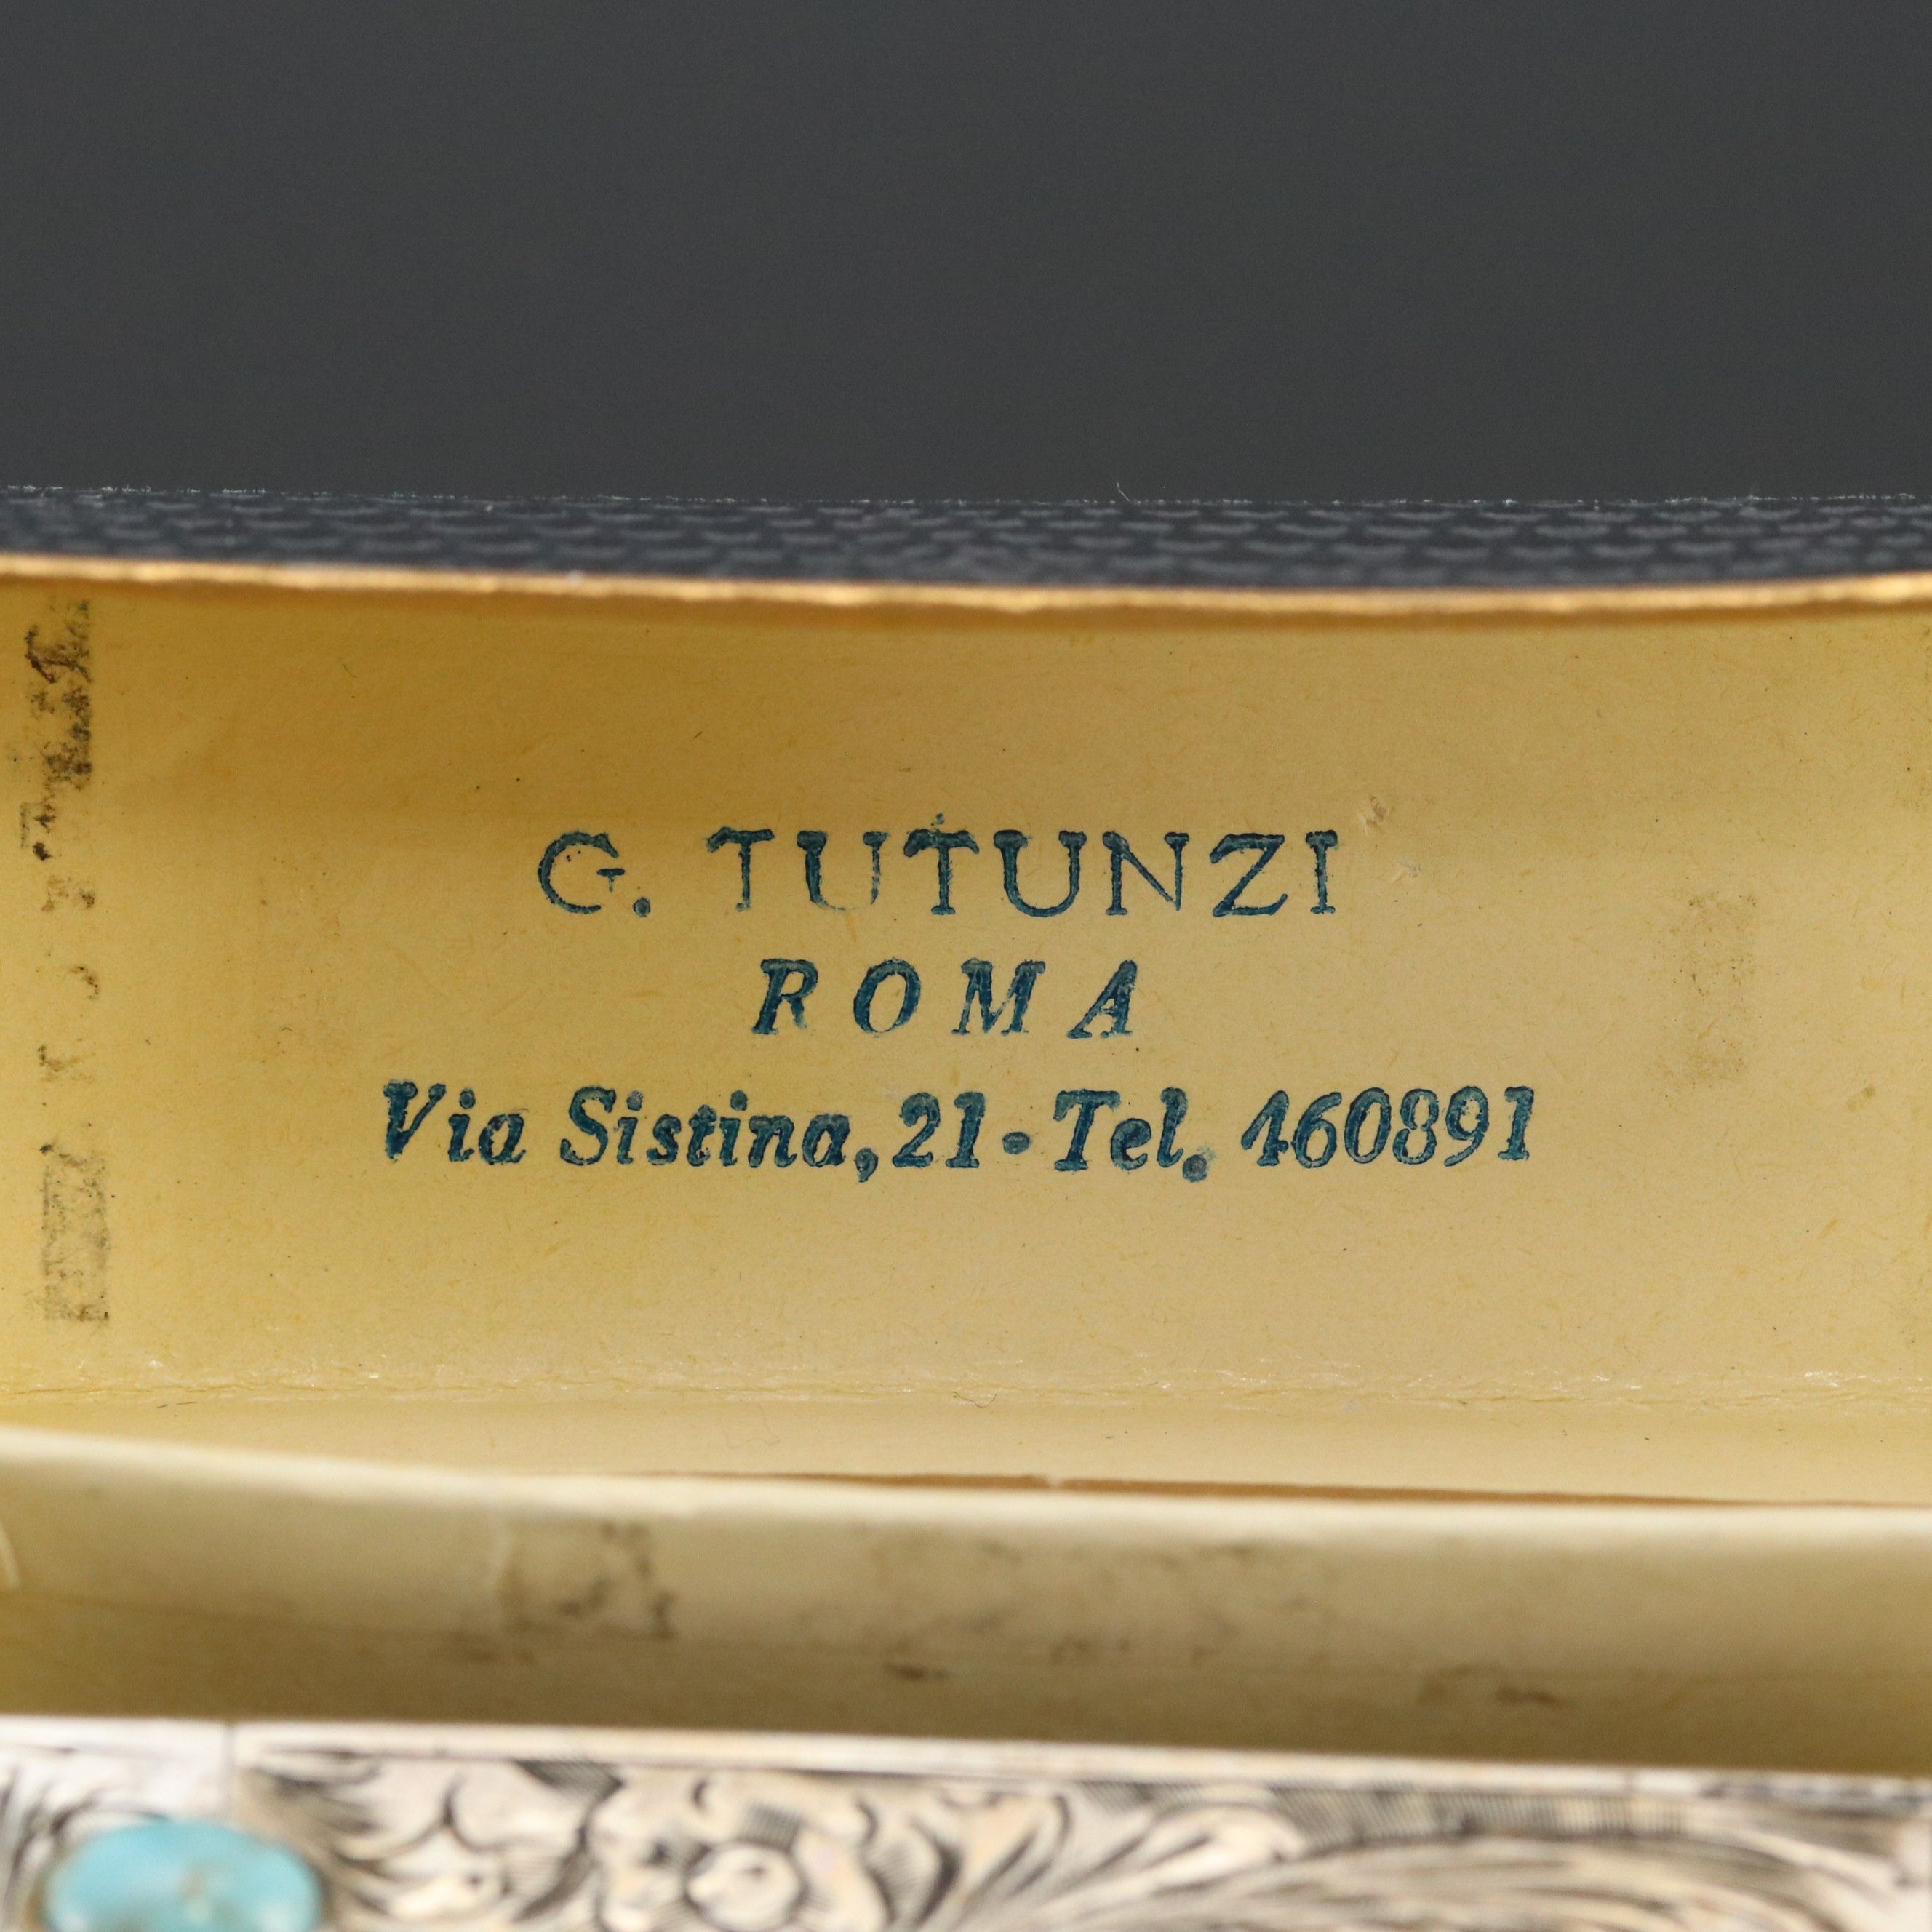 G. TUTUNZI
ROMA
Via Sistina, 21 - Tel. 460891